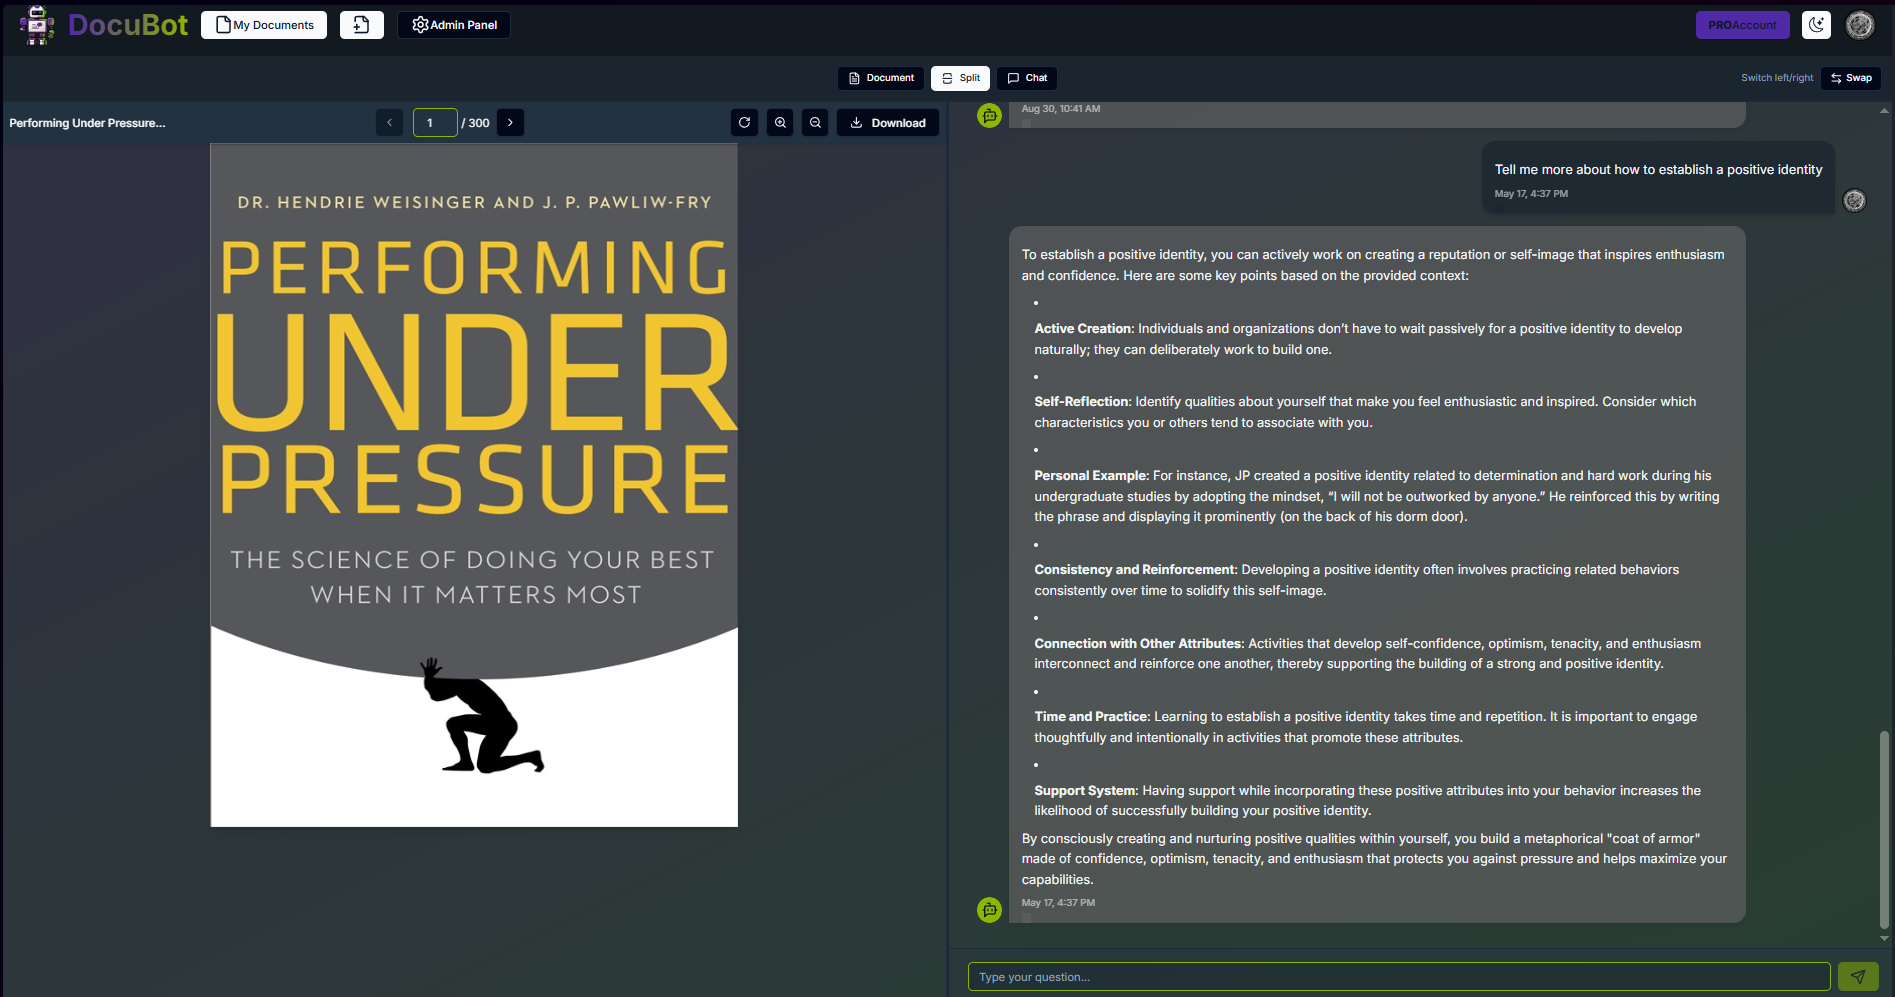 DocuBot
My Documents
Admin Panel
PROAccount
Document
Split
Chat
Switch left/right
Swap
Performing Under Pressure...
1
/ 300
Download
DR. HENDRIE WEISINGER AND J. P. PAWLIW-FRY
PERFORMING
UNDER
PRESSURE
THE SCIENCE OF DOING YOUR BEST
WHEN IT MATTERS MOST
Aug 30, 10:41 AM
Tell me more about how to establish a positive identity
May 17, 4:37 PM
To establish a positive identity, you can actively work on creating a reputation or self-image that inspires enthusiasm
and confidence. Here are some key points based on the provided context:
•
Active Creation: Individuals and organizations don’t have to wait passively for a positive identity to develop
naturally; they can deliberately work to build one.
•
Self-Reflection: Identify qualities about yourself that make you feel enthusiastic and inspired. Consider which
characteristics you or others tend to associate with you.
•
Personal Example: For instance, JP created a positive identity related to determination and hard work during his
undergraduate studies by adopting the mindset, “I will not be outworked by anyone.” He reinforced this by writing
the phrase and displaying it prominently (on the back of his dorm door).
•
Consistency and Reinforcement: Developing a positive identity often involves practicing related behaviors
consistently over time to solidify this self-image.
•
Connection with Other Attributes: Activities that develop self-confidence, optimism, tenacity, and enthusiasm
interconnect and reinforce one another, thereby supporting the building of a strong and positive identity.
•
Time and Practice: Learning to establish a positive identity takes time and repetition. It is important to engage
thoughtfully and intentionally in activities that promote these attributes.
•
Support System: Having support while incorporating these positive attributes into your behavior increases the
likelihood of successfully building your positive identity.
By consciously creating and nurturing positive qualities within yourself, you build a metaphorical "coat of armor"
made of confidence, optimism, tenacity, and enthusiasm that protects you against pressure and helps maximize your
capabilities.
May 17, 4:37 PM
Type your question...